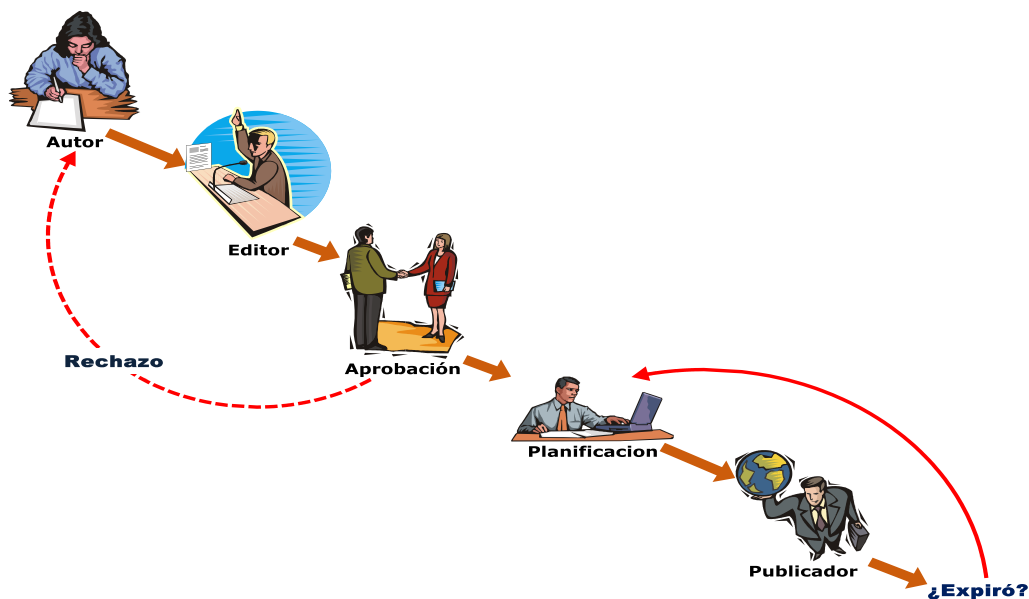 Autor
Editor
Rechazo
Aprobación
Planificacion
Publicador
¿Expiró?